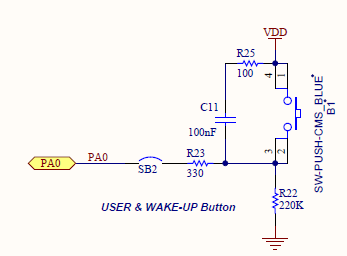 VDD
R25
100
4
1
C11
100nF
SW-PUSH-CMS_BLUE
B1
R23
330
3
2
PA0
PA0
SB2
R22
220K
USER & WAKE-UP Button